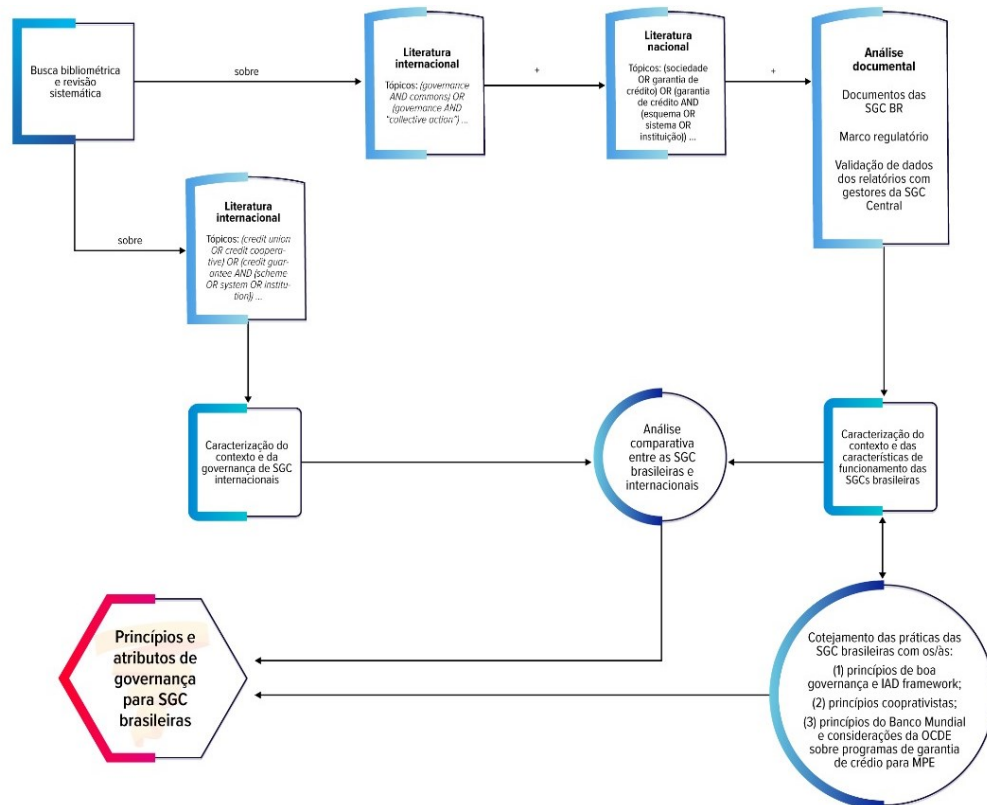 Busca bibliométrica
e revisão
sistemática
sobre
Literatura
internacional
Tópicos: (governance
AND commons) OR
(governance AND
"collective action") ...
+
Literatura
nacional
Tópicos: (sociedade
OR garantia de
crédito) OR (garantia
de crédito AND
(esquema OR
sistema OR
instituição)) ...
+
Análise
documental
Documentos das
SGC BR
Marco regulatório
Validação de dados
dos relatórios com
gestores da SGC
Central
sobre
Literatura
internacional
Tópicos: (credit union
OR credit coopera-
tive) OR (credit guar-
antee AND (scheme
OR system OR institu-
tion)) ...
Caracterização do
contexto e da
governança de SGC
internacionais
Análise
comparativa
entre as SGC
brasileiras e
internacionais
Caracterização do
contexto e das
características de
funcionamento das
SGCs brasileiras
Princípios e
atributos de
governança
para SGC
brasileiras
Cotejamento das práticas das
SGC brasileiras com os/às:
(1) princípios de boa
governança e IAD framework;
(2) princípios cooprativistas;
(3) princípios do Banco Mundial
e considerações da OCDE
sobre programas de garantia
de crédio para MPE